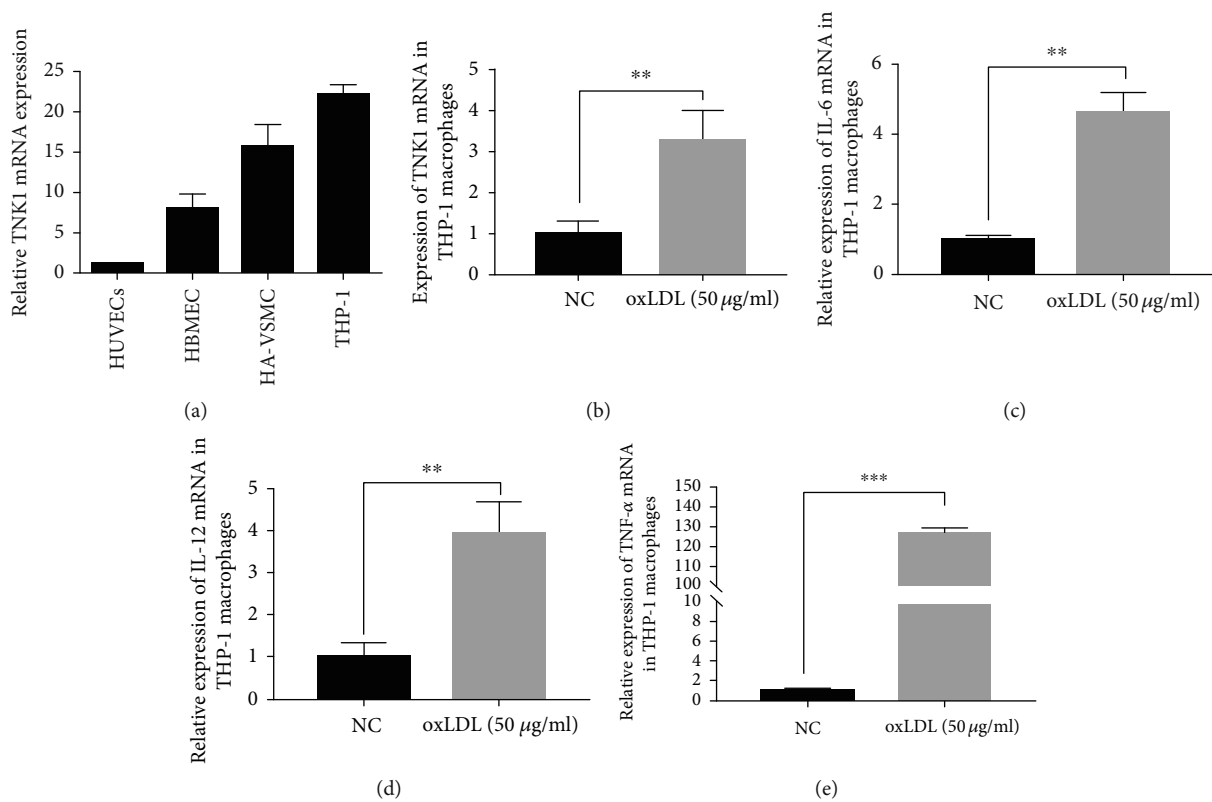 Relative TNK1 mRNA expression
25
20
15
10
5
0
HUVECs
HBMEC
HA-VSMC
THP-1
(a)
Expression of TNK1 mRNA in
THP-1 macrophages
5
4
3
2
1
0
**
NC
oxLDL (50 μg/ml)
(b)
Relative expression of IL-6 mRNA in
THP-1 macrophages
6
4
2
0
**
NC
oxLDL (50 μg/ml)
(c)
Relative expression of IL-12 mRNA in
THP-1 macrophages
5
4
3
2
1
0
**
NC
oxLDL (50 μg/ml)
(d)
Relative expression of TNF-α mRNA
in THP-1 macrophages
150
140
130
120
110
100
10
8
6
4
2
0
***
NC
oxLDL (50 μg/ml)
(e)